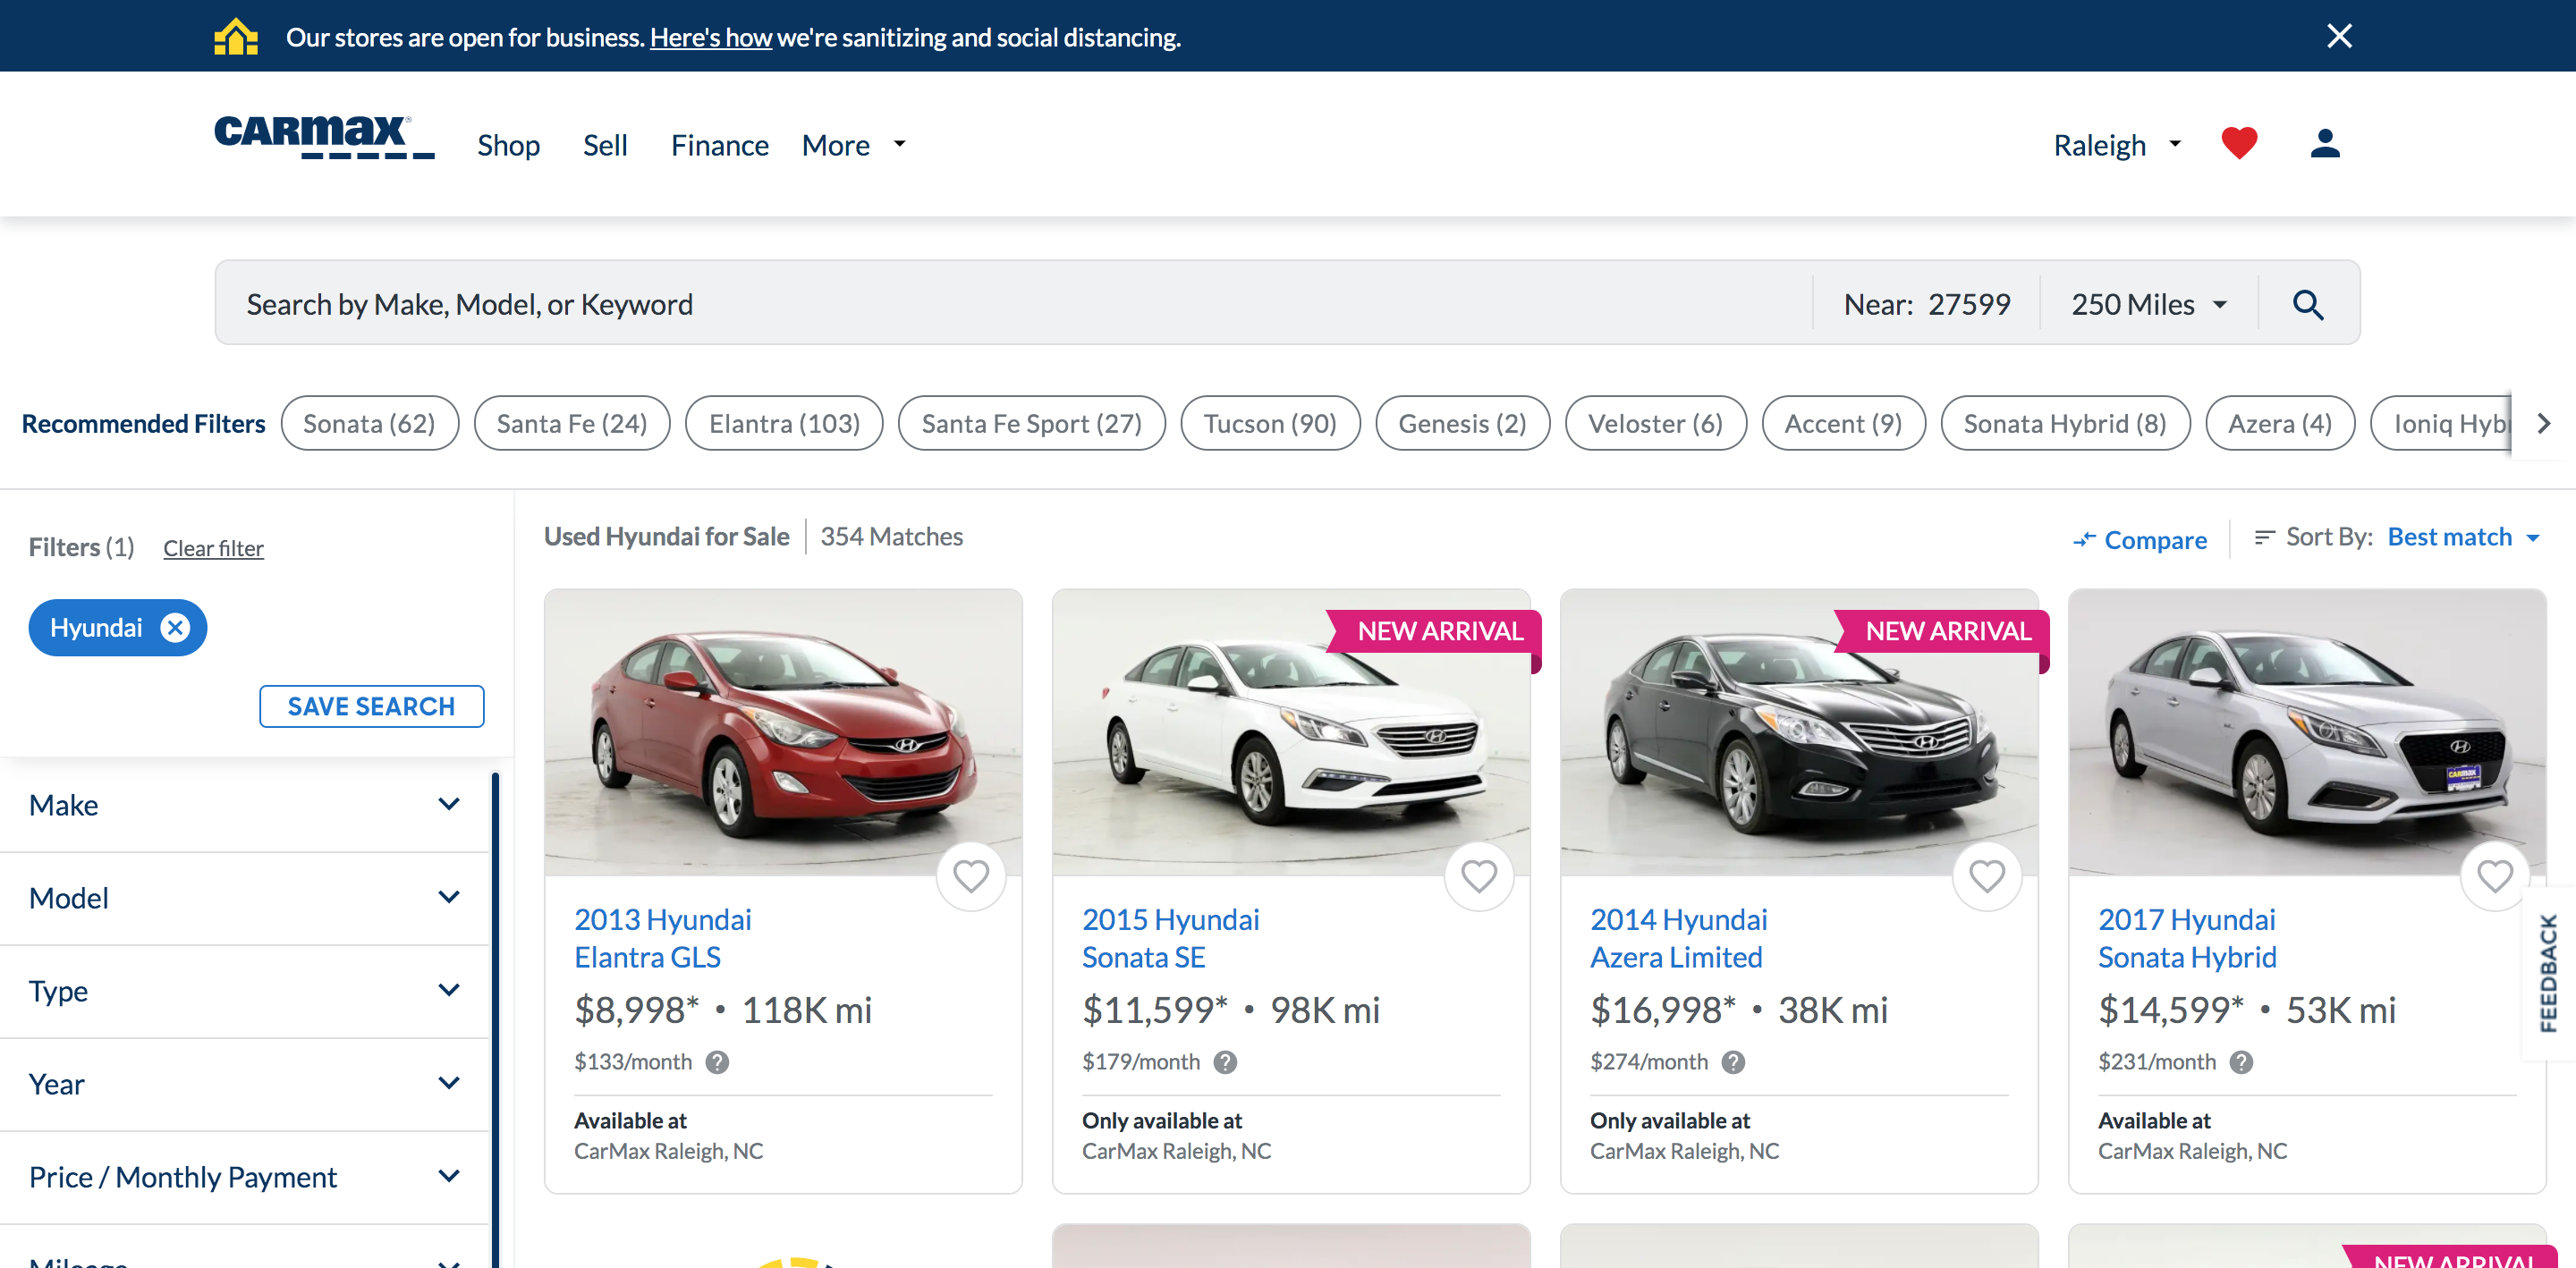 Our stores are open for business. Here's how we're sanitizing and social distancing.
CARMAX®
Shop
Sell
Finance
More
Raleigh
Search by Make, Model, or Keyword
Near: 27599
250 Miles
Recommended Filters
Sonata (62)
Santa Fe (24)
Elantra (103)
Santa Fe Sport (27)
Tucson (90)
Genesis (2)
Veloster (6)
Accent (9)
Sonata Hybrid (8)
Azera (4)
Ioniq
Filters (1)
Clear filter
Hyundai
SAVE SEARCH
Make
Model
Type
Year
Price / Monthly Payment
Mileage
Used Hyundai for Sale
354 Matches
Compare
Sort By: Best match
2013 Hyundai
Elantra GLS
$8,998* • 118K mi
$133/month
Available at
CarMax Raleigh, NC
NEW ARRIVAL
2015 Hyundai
Sonata SE
$11,599* • 98K mi
$179/month
Only available at
CarMax Raleigh, NC
NEW ARRIVAL
2014 Hyundai
Azera Limited
$16,998* • 38K mi
$274/month
Only available at
CarMax Raleigh, NC
CARMAX
2017 Hyundai
Sonata Hybrid
$14,599* • 53K mi
$231/month
Available at
CarMax Raleigh, NC
FEEDBACK
NEW ARRIVAL